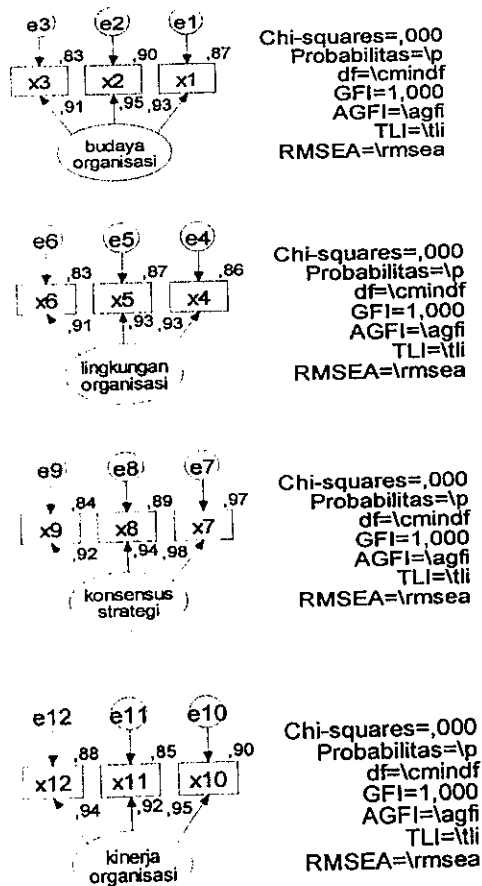 e3 e2 e1
,83 ,90 ,87
x3 x2 x1
,91 ,95 ,93
budaya
organisasi
Chi-squares=,000
Probabilitas=\p
df=\cmindf
GFI=1,000
AGFI=\agfi
TLI=\tli
RMSEA=\rmsea
e6 e5 e4
,83 ,87 ,86
x6 x5 x4
,91 ,93 ,93
lingkungan
organisasi
Chi-squares=,000
Probabilitas=\p
df=\cmindf
GFI=1,000
AGFI=\agfi
TLI=\tli
RMSEA=\rmsea
e9 e8 e7
,84 ,89 ,97
x9 x8 x7
,92 ,94 ,98
konsensus
strategi
Chi-squares=,000
Probabilitas=\p
df=\cmindf
GFI=1,000
AGFI=\agfi
TLI=\tli
RMSEA=\rmsea
e12 e11 e10
,88 ,85 ,90
x12 x11 x10
,94 ,92 ,95
kinerja
organisasi
Chi-squares=,000
Probabilitas=\p
df=\cmindf
GFI=1,000
AGFI=\agfi
TLI=\tli
RMSEA=\rmsea